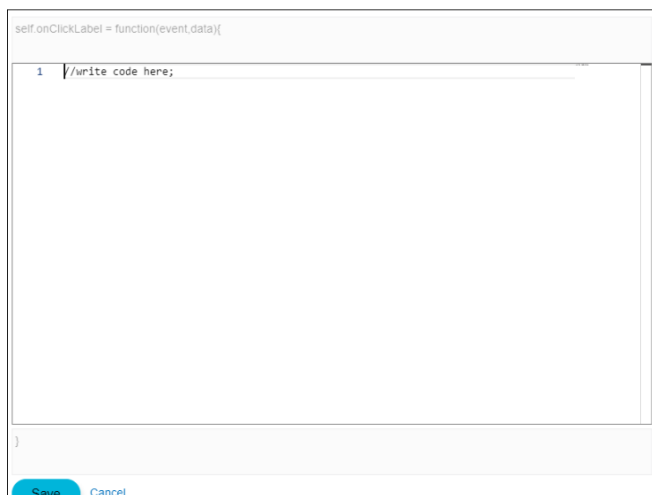 self.onClickLabel = function(event,data){
1 //write code here;
}
Save Cancel